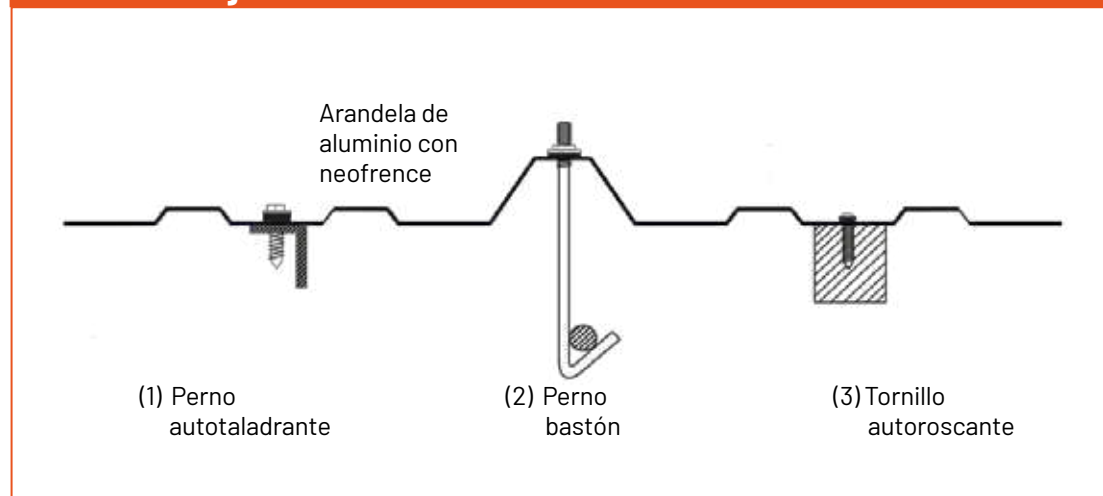 Arandela de
aluminio con
neofrence
(1) Perno
autotaladrante
(2) Perno
bastón
(3) Tornillo
autoroscante